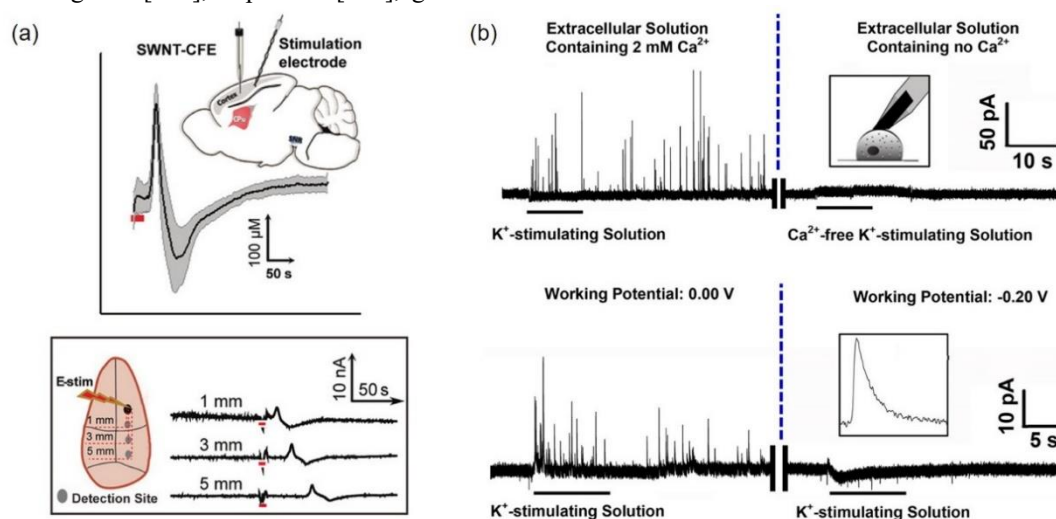 (a)
SWNT-CFE
Stimulation
electrode
Cortex
CPu
SNR
100 μM
50 s
E-stim
1 mm
3 mm
5 mm
Detection Site
10 nA
50 s
1 mm
3 mm
5 mm
(b)
Extracellular Solution
Containing 2 mM Ca²⁺
Extracellular Solution
Containing no Ca²⁺
50 pA
10 s
K⁺-stimulating Solution
Ca²⁺-free K⁺-stimulating Solution
Working Potential: 0.00 V
Working Potential: -0.20 V
10 pA
5 s
K⁺-stimulating Solution
K⁺-stimulating Solution